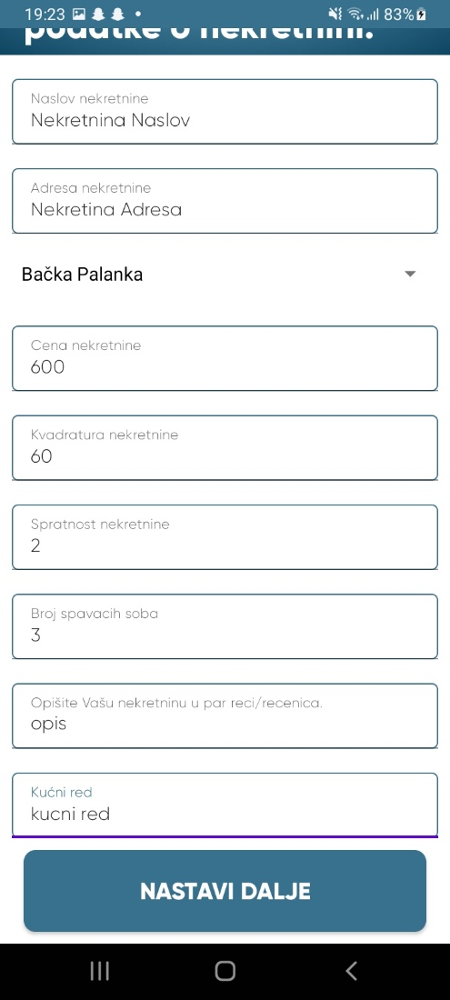 19:23
83%
podatke o nekretnini.
Naslov nekretnine
Nekretnina Naslov
Adresa nekretnine
Nekretina Adresa
Bačka Palanka
Cena nekretnine
600
Kvadratura nekretnine
60
Spratnost nekretnine
2
Broj spavacih soba
3
Opišite Vašu nekretninu u par reci/recenica.
opis
Kućni red
kucni red
NASTAVI DALJE